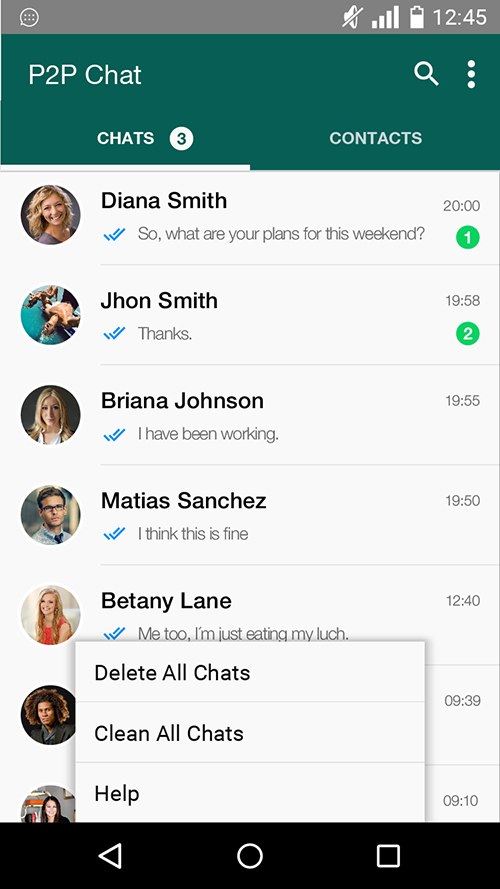 12:45
P2P Chat
CHATS 3 CONTACTS
Diana Smith 20:00
So, what are your plans for this weekend? 1
Jhon Smith 19:58
Thanks. 2
Briana Johnson 19:55
I have been working.
Matias Sanchez 19:50
I think this is fine
Betany Lane 12:40
Me too, I´m just eating my luch.
Delete All Chats
09:39
Clean All Chats
Help
09:10